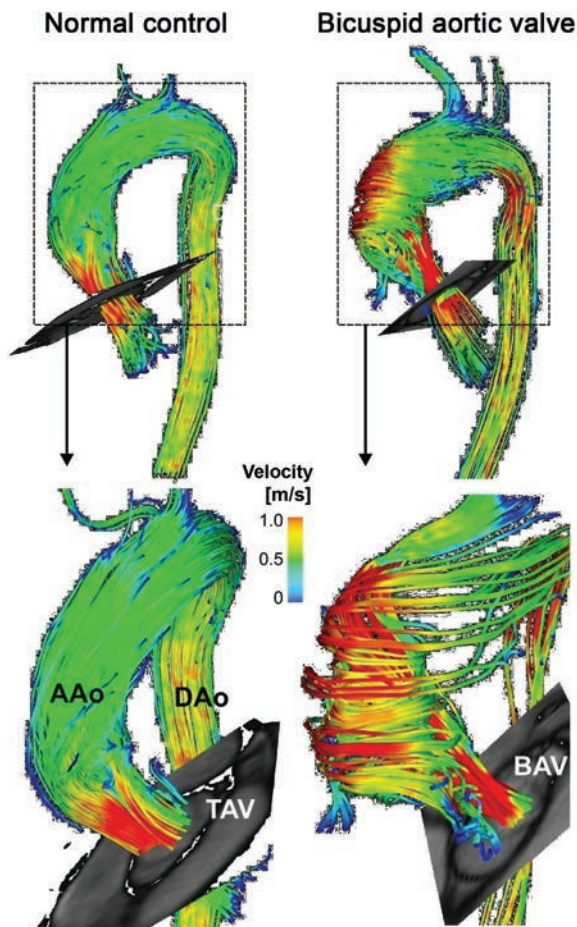 Normal control
Bicuspid aortic valve
Velocity
[m/s]
1.0
0.5
0
AAo
DAo
TAV
BAV